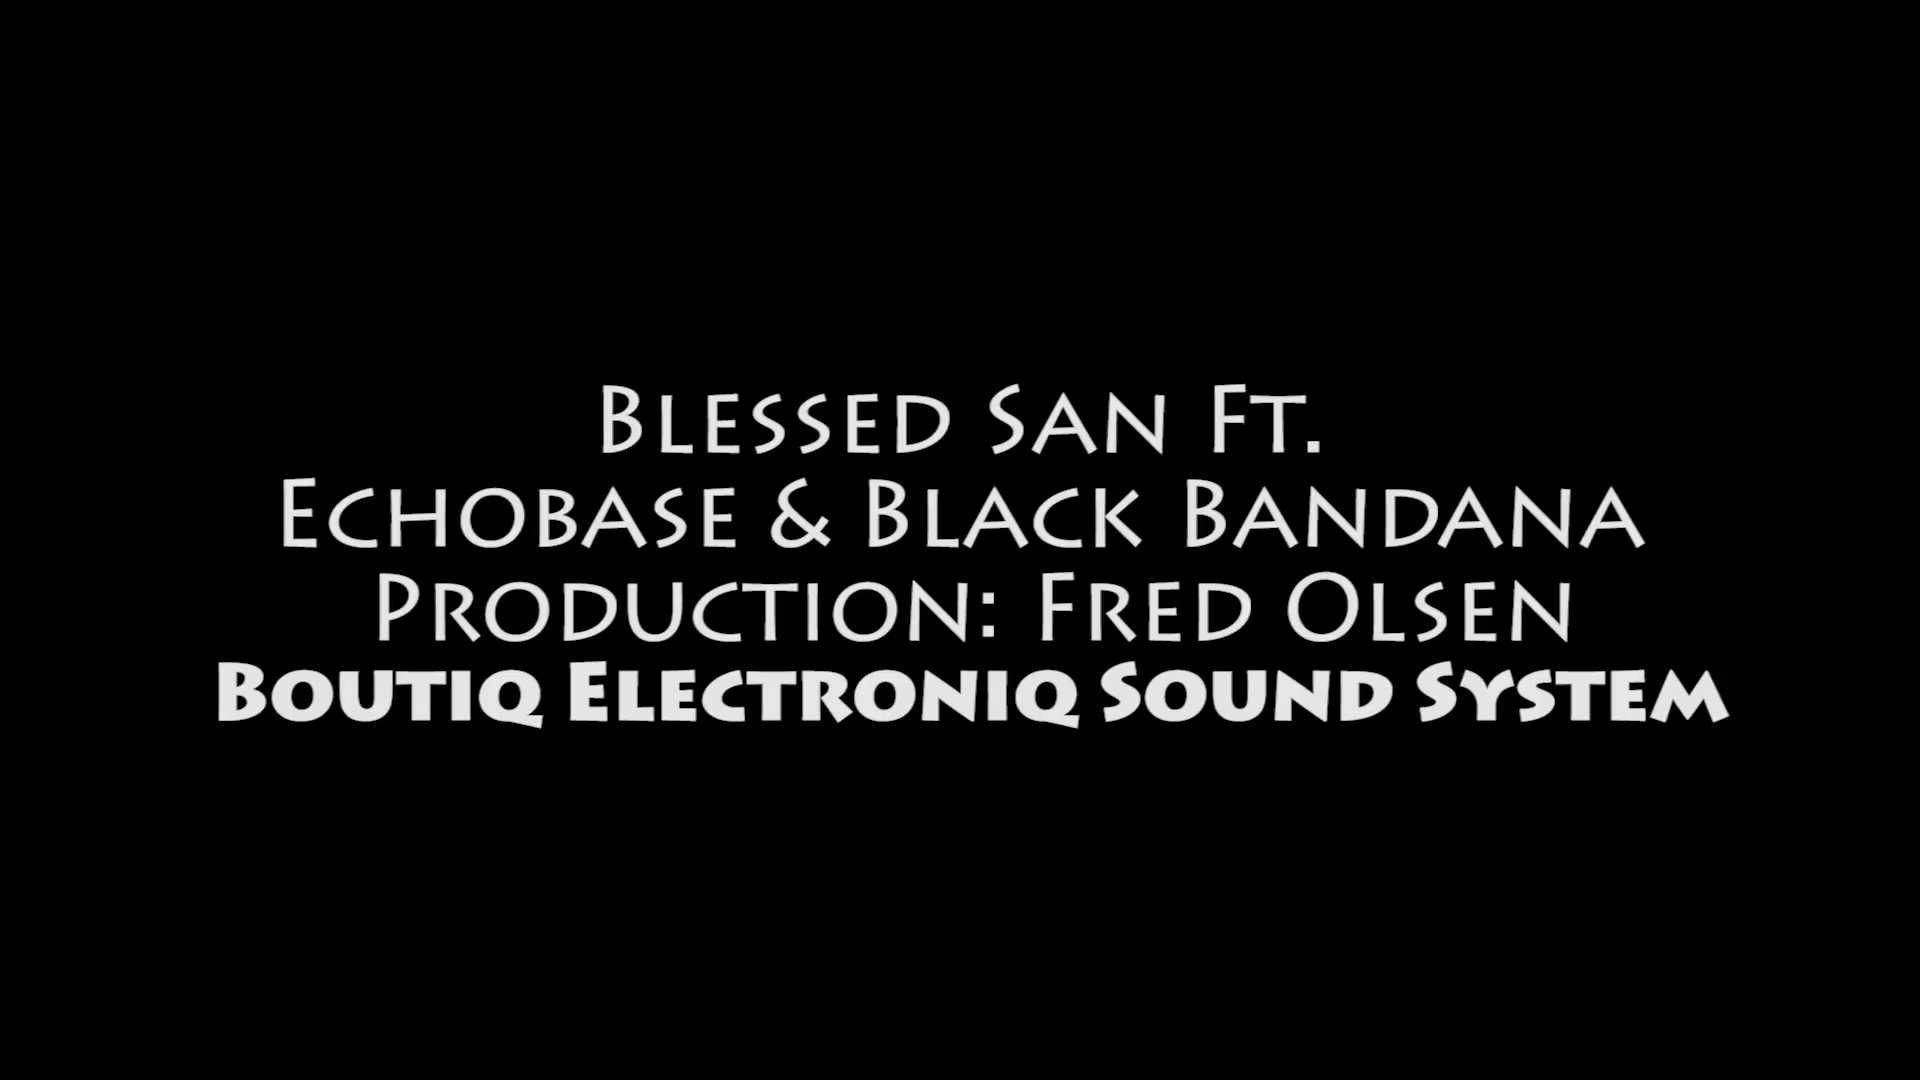 Blessed San Ft.
Echobase & Black Bandana
Production: Fred Olsen
Boutiq Electroniq Sound System